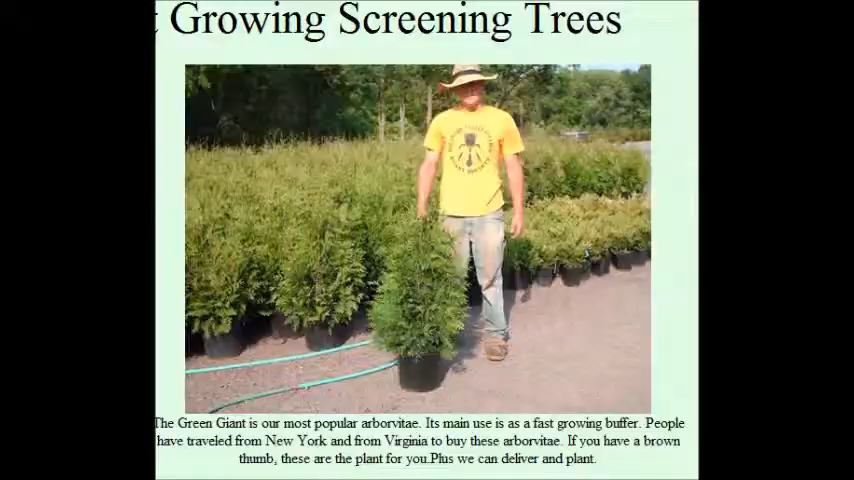 Growing Screening Trees
The Green Giant is our most popular arborvitae. Its main use is as a fast growing buffer. People
have traveled from New York and from Virginia to buy these arborvitae. If you have a brown
thumb, these are the plant for you.Plus we can deliver and plant.